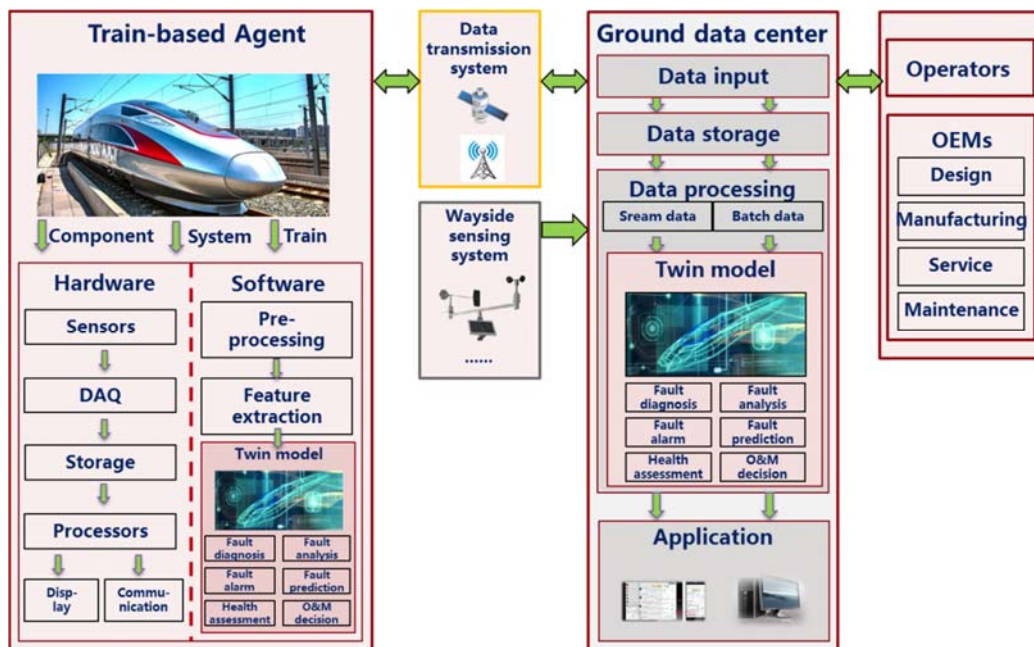 Train-based Agent
Component
System
Train
Hardware
Sensors
DAQ
Storage
Processors
Disp-
lay
Commu-
nication
Software
Pre-
processing
Feature
extraction
Twin model
Fault
diagnosis
Fault
analysis
Fault
alarm
Fault
prediction
Health
assessment
O&M
decision
Data
transmission
system
Wayside
sensing
system
......
Ground data center
Data input
Data storage
Data processing
Sream data
Batch data
Twin model
Fault
diagnosis
Fault
analysis
Fault
alarm
Fault
prediction
Health
assessment
O&M
decision
Application
Operators
OEMs
Design
Manufacturing
Service
Maintenance